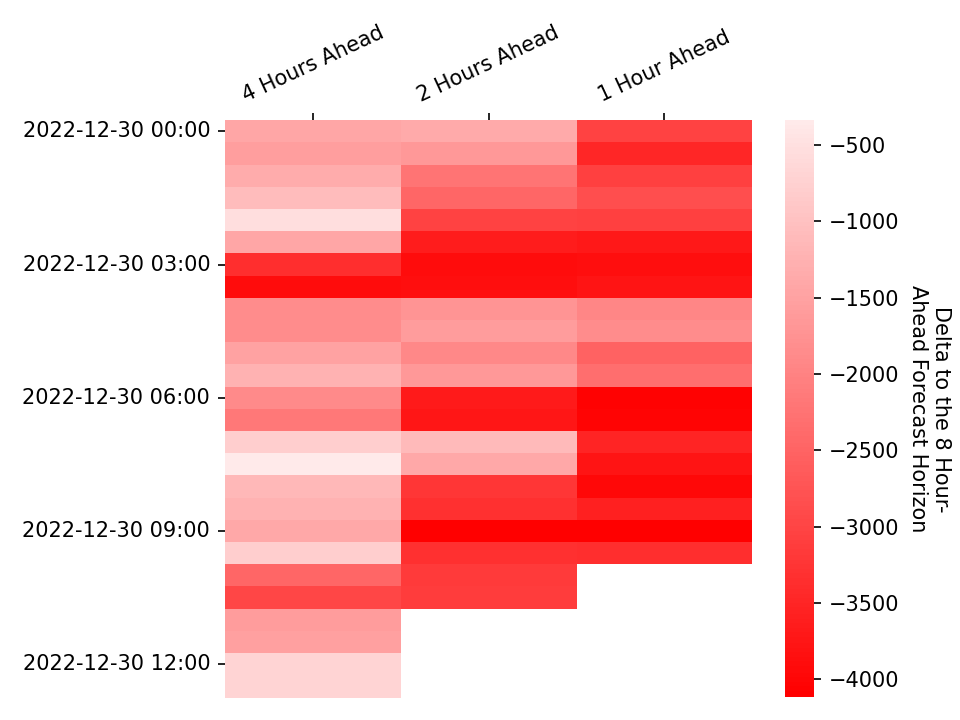 4 Hours Ahead
2 Hours Ahead
1 Hour Ahead
2022-12-30 00:00
2022-12-30 03:00
2022-12-30 06:00
2022-12-30 09:00
2022-12-30 12:00
−500
−1000
−1500
−2000
−2500
−3000
−3500
−4000
Delta to the 8 Hour-
Ahead Forecast Horizon